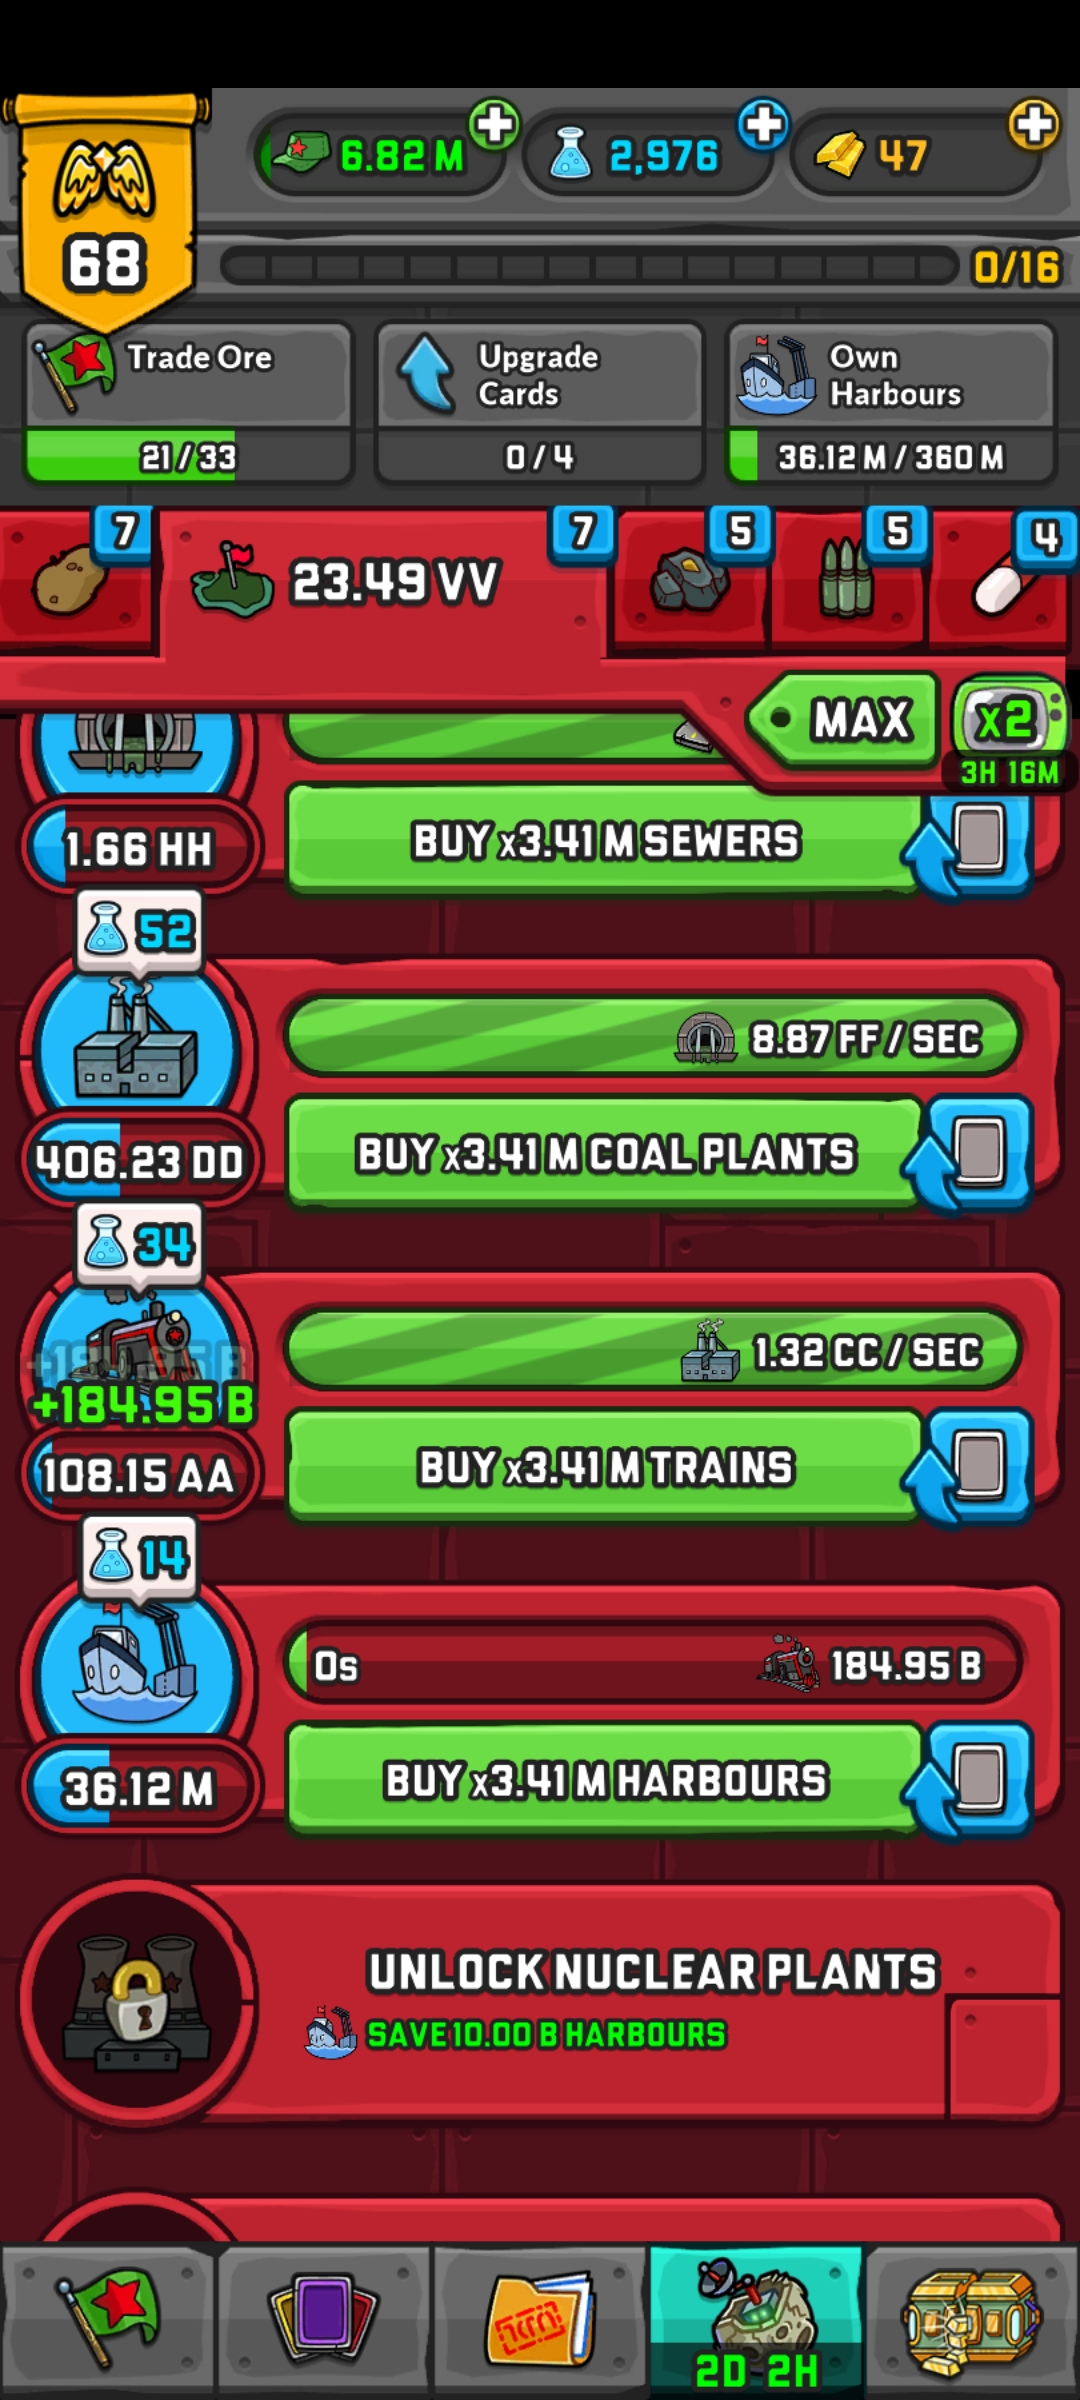 6.82 M
2,976
47
68
0/16
Trade Ore
21 / 33
Upgrade
Cards
0 / 4
Own
Harbours
36.12 M / 360 M
7
23.49 VV
7
5
5
4
MAX
x2
3H 16M
1.66 HH
BUY x3.41 M SEWERS
52
8.87 FF / SEC
406.23 DD
BUY x3.41 M COAL PLANTS
34
1.32 CC / SEC
+184.95 B
108.15 AA
BUY x3.41 M TRAINS
14
0s
184.95 B
36.12 M
BUY x3.41 M HARBOURS
UNLOCK NUCLEAR PLANTS
SAVE 10.00 B HARBOURS
2D 2H